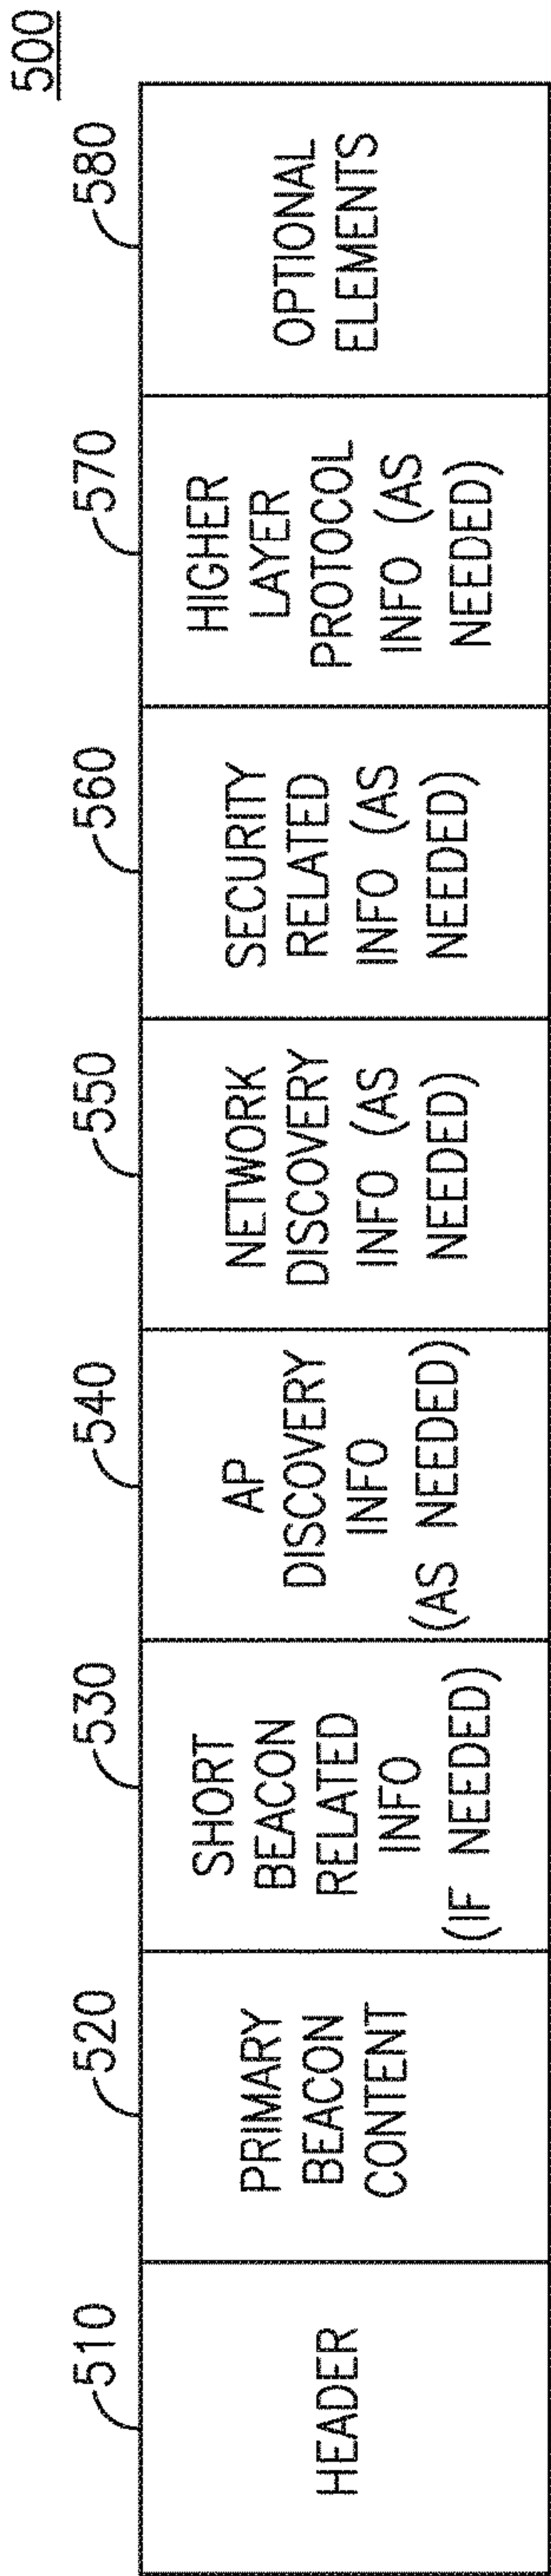 500
510
HEADER
520
PRIMARY
BEACON
CONTENT
530
SHORT
BEACON
RELATED
INFO
(IF NEEDED)
540
AP
DISCOVERY
INFO
(AS NEEDED)
550
NETWORK
DISCOVERY
INFO (AS
NEEDED)
560
SECURITY
RELATED
INFO (AS
NEEDED)
570
HIGHER
LAYER
PROTOCOL
INFO (AS
NEEDED)
580
OPTIONAL
ELEMENTS